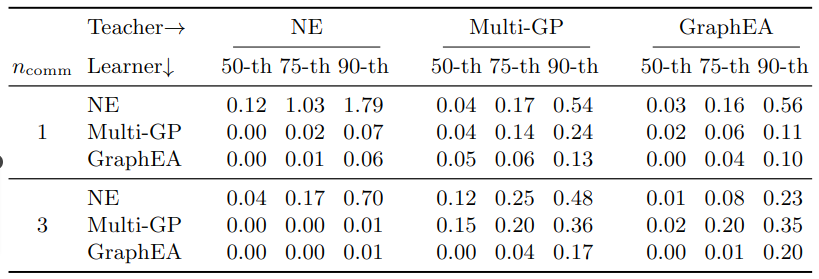 Teacher→ NE Multi-GP GraphEA
n_comm Learner↓ 50-th 75-th 90-th 50-th 75-th 90-th 50-th 75-th 90-th
NE 0.12 1.03 1.79 0.04 0.17 0.54 0.03 0.16 0.56
1 Multi-GP 0.00 0.02 0.07 0.04 0.14 0.24 0.02 0.06 0.11
GraphEA 0.00 0.01 0.06 0.05 0.06 0.13 0.00 0.04 0.10
NE 0.04 0.17 0.70 0.12 0.25 0.48 0.01 0.08 0.23
3 Multi-GP 0.00 0.00 0.01 0.15 0.20 0.36 0.02 0.20 0.35
GraphEA 0.00 0.00 0.01 0.00 0.04 0.17 0.00 0.01 0.20